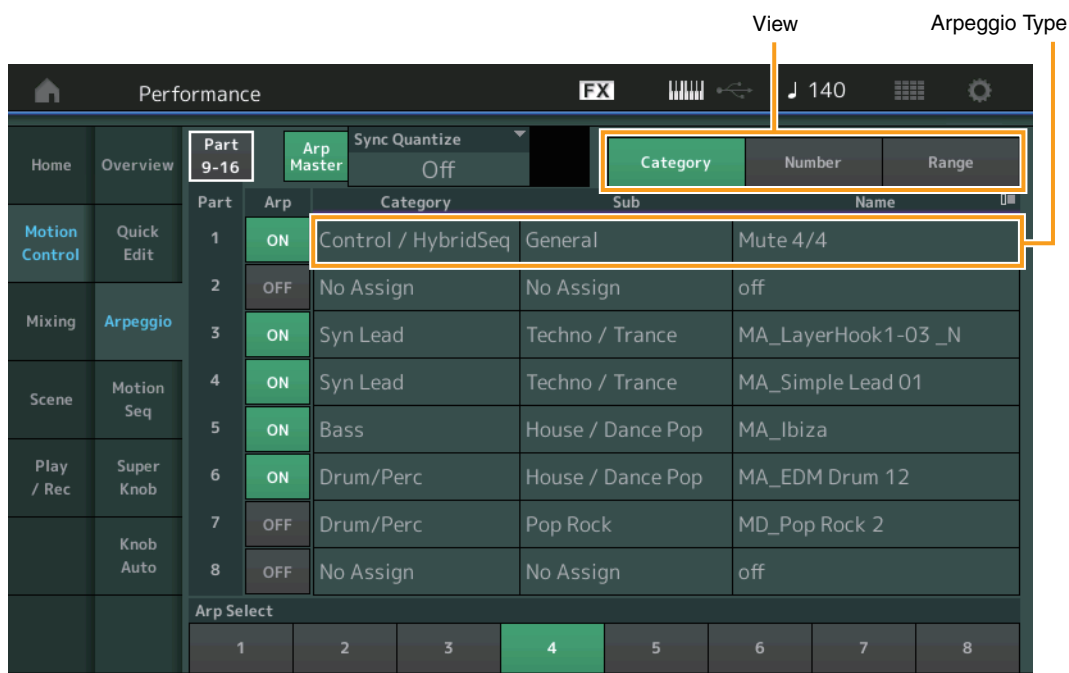 View
Arpeggio Type
Performance
FX
140
Home
Overview
Part
9-16
Arp
Master
Sync Quantize
Off
Category
Number
Range
Part
Arp
Category
Sub
Name
Motion
Control
Quick
Edit
1
ON
Control / HybridSeq
General
Mute 4/4
2
OFF
No Assign
No Assign
off
Mixing
Arpeggio
3
ON
Syn Lead
Techno / Trance
MA_LayerHook1-03 _N
Scene
Motion
Seq
4
ON
Syn Lead
Techno / Trance
MA_Simple Lead 01
5
ON
Bass
House / Dance Pop
MA_Ibiza
Play
/ Rec
Super
Knob
6
ON
Drum/Perc
House / Dance Pop
MA_EDM Drum 12
7
OFF
Drum/Perc
Pop Rock
MD_Pop Rock 2
Knob
Auto
8
OFF
No Assign
No Assign
off
Arp Select
1
2
3
4
5
6
7
8